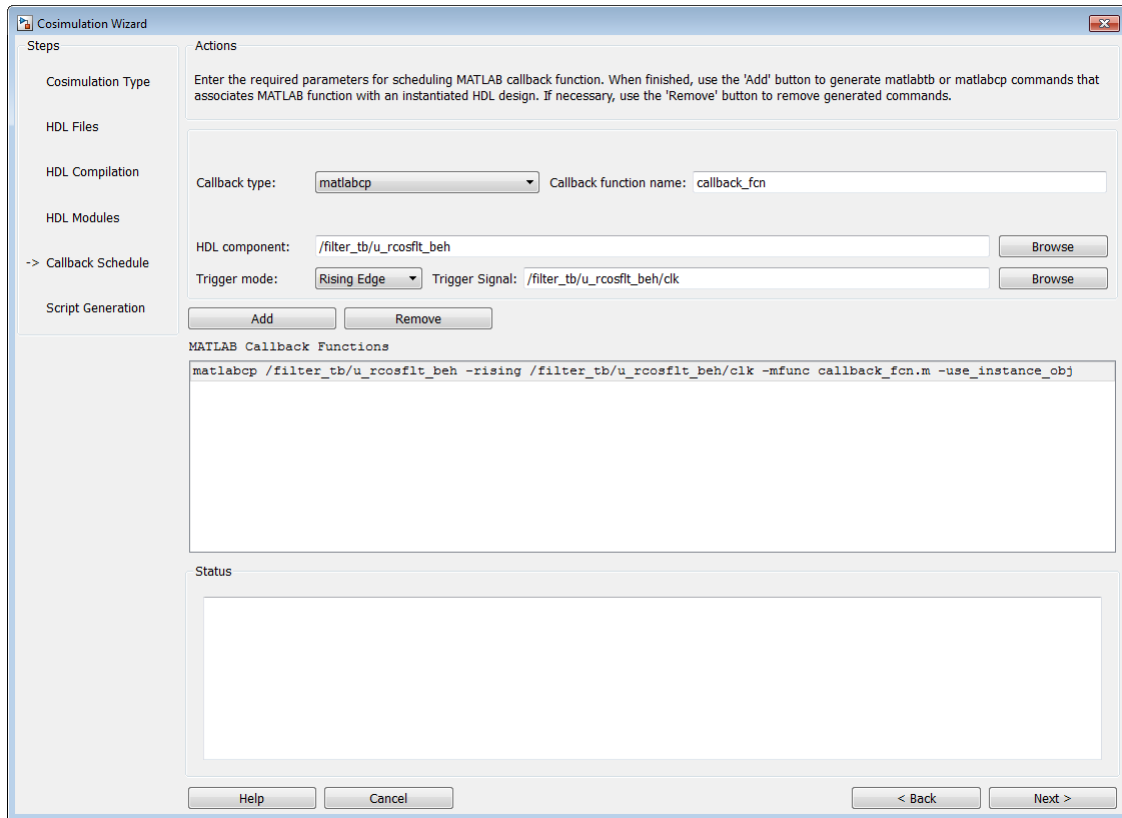 Cosimulation Wizard
Steps
Cosimulation Type
HDL Files
HDL Compilation
HDL Modules
-> Callback Schedule
Script Generation
Actions
Enter the required parameters for scheduling MATLAB callback function. When finished, use the 'Add' button to generate matlabtb or matlabcp commands that
associates MATLAB function with an instantiated HDL design. If necessary, use the 'Remove' button to remove generated commands.
Callback type: matlabcp Callback function name: callback_fcn
HDL component: /filter_tb/u_rcosflt_beh Browse
Trigger mode: Rising Edge Trigger Signal: /filter_tb/u_rcosflt_beh/clk Browse
Add Remove
MATLAB Callback Functions
matlabcp /filter_tb/u_rcosflt_beh -rising /filter_tb/u_rcosflt_beh/clk -mfunc callback_fcn.m -use_instance_obj
Status
Help Cancel < Back Next >